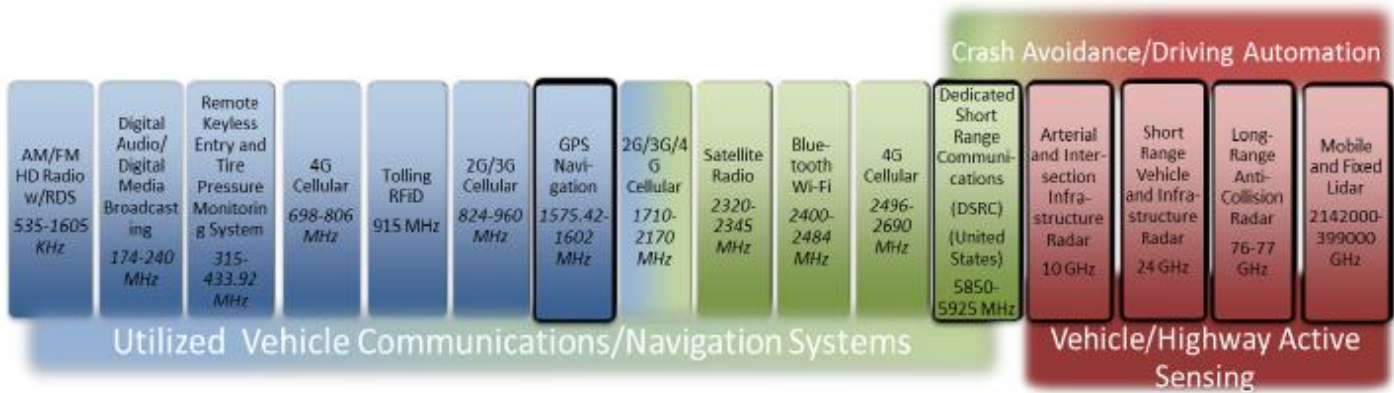 Crash Avoidance/Driving Automation
AM/FM
HD Radio
w/RDS
535-1605
KHz
Digital
Audio/
Digital
Media
Broadcast
ing
174-240
MHz
Remote
Keyless
Entry and
Tire
Pressure
Monitorin
g System
315-
433.92
MHz
4G
Cellular
698-806
MHz
Tolling
RFiD
915 MHz
2G/3G
Cellular
824-960
MHz
GPS
Navi-
gation
1575.42-
1602
MHz
2G/3G/4
G
Cellular
1710-
2170
MHz
Satellite
Radio
2320-
2345
MHz
Blue-
tooth
Wi-Fi
2400-
2484
MHz
4G
Cellular
2496-
2690
MHz
Dedicated
Short
Range
Communi-
cations
(DSRC)
(United
States)
5850-
5925 MHz
Arterial
and Inter-
section
Infra-
structure
Radar
10 GHz
Short
Range
Vehicle
and Infra-
structure
Radar
24 GHz
Long-
Range
Anti-
Collision
Radar
76-77
GHz
Mobile
and Fixed
Lidar
2142000-
399000
GHz
Utilized Vehicle Communications/Navigation Systems
Vehicle/Highway Active
Sensing